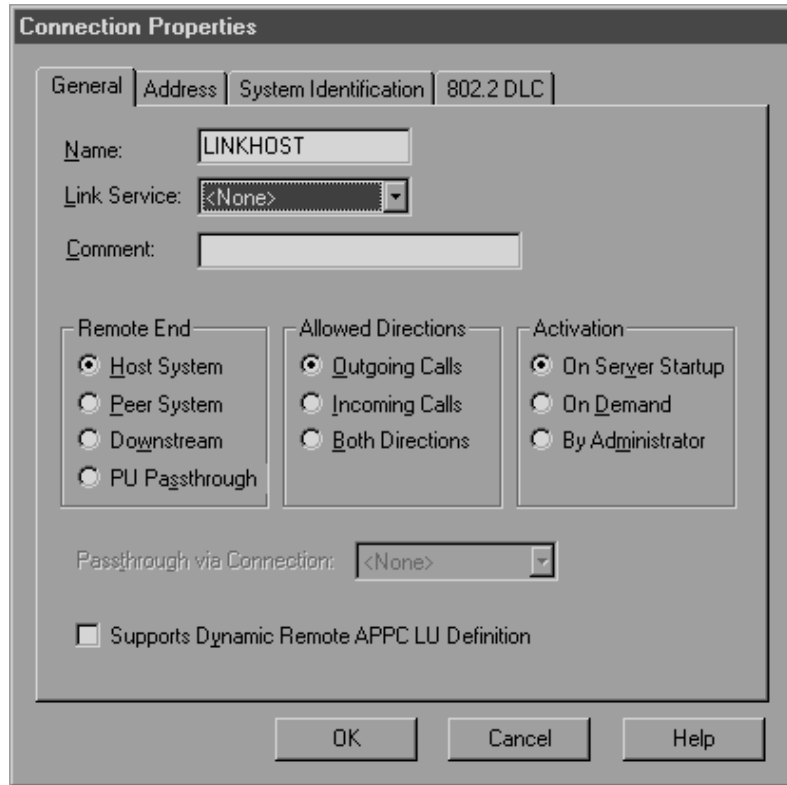 Connection Properties
General Address System Identification 802.2 DLC
Name: LINKHOST
Link Service: <None>
Comment:
Remote End
Host System
Peer System
Downstream
PU Passthrough
Allowed Directions
Outgoing Calls
Incoming Calls
Both Directions
Activation
On Server Startup
On Demand
By Administrator
Passthrough via Connection: <None>
Supports Dynamic Remote APPC LU Definition
OK Cancel Help